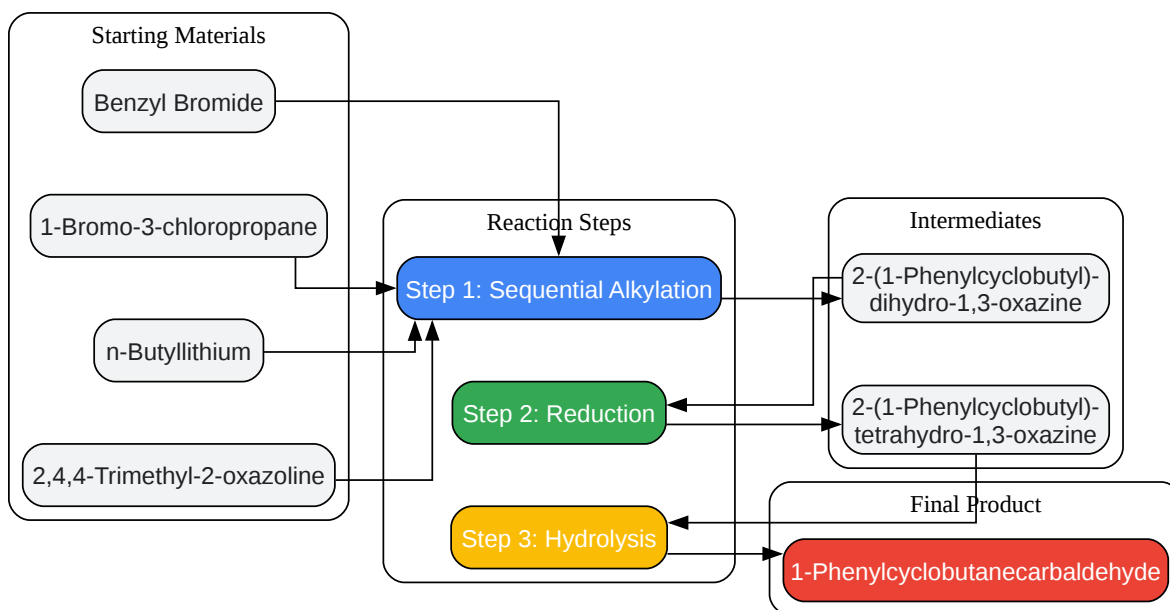 Starting Materials
Benzyl Bromide
1-Bromo-3-chloropropane
n-Butyllithium
2,4,4-Trimethyl-2-oxazoline
Reaction Steps
Step 1: Sequential Alkylation
Step 2: Reduction
Step 3: Hydrolysis
Intermediates
2-(1-Phenylcyclobutyl)-
dihydro-1,3-oxazine
2-(1-Phenylcyclobutyl)-
tetrahydro-1,3-oxazine
Final Product
1-Phenylcyclobutanecarbaldehyde